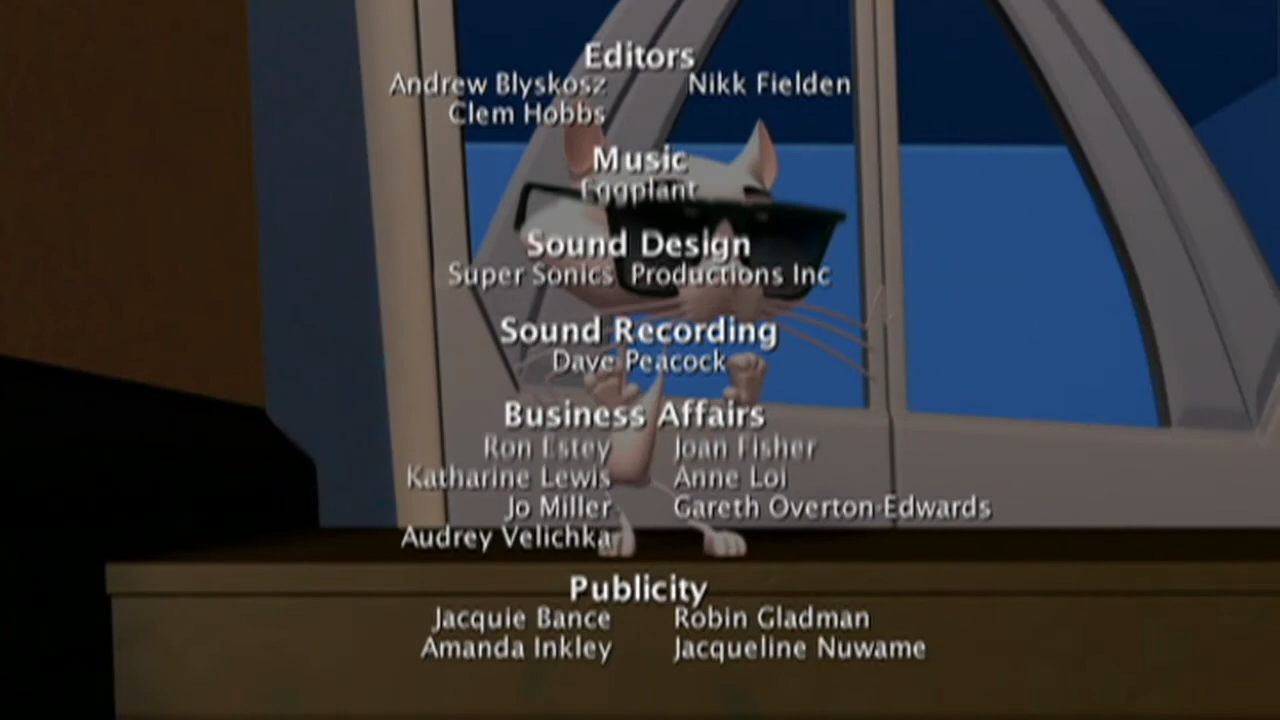 Editors
Andrew Blyskosz Nikk Fielden
Clem Hobbs
Music
Eggplant
Sound Design
Super Sonics Productions Inc
Sound Recording
Dave Peacock
Business Affairs
Ron Estey Joan Fisher
Katharine Lewis Anne Loi
Jo Miller Gareth Overton-Edwards
Audrey Velichka
Publicity
Jacquie Bance Robin Gladman
Amanda Inkley Jacqueline Nuwame